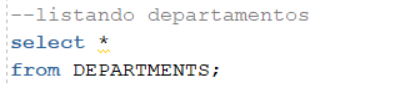 --listando departamentos
select *
from DEPARTMENTS;